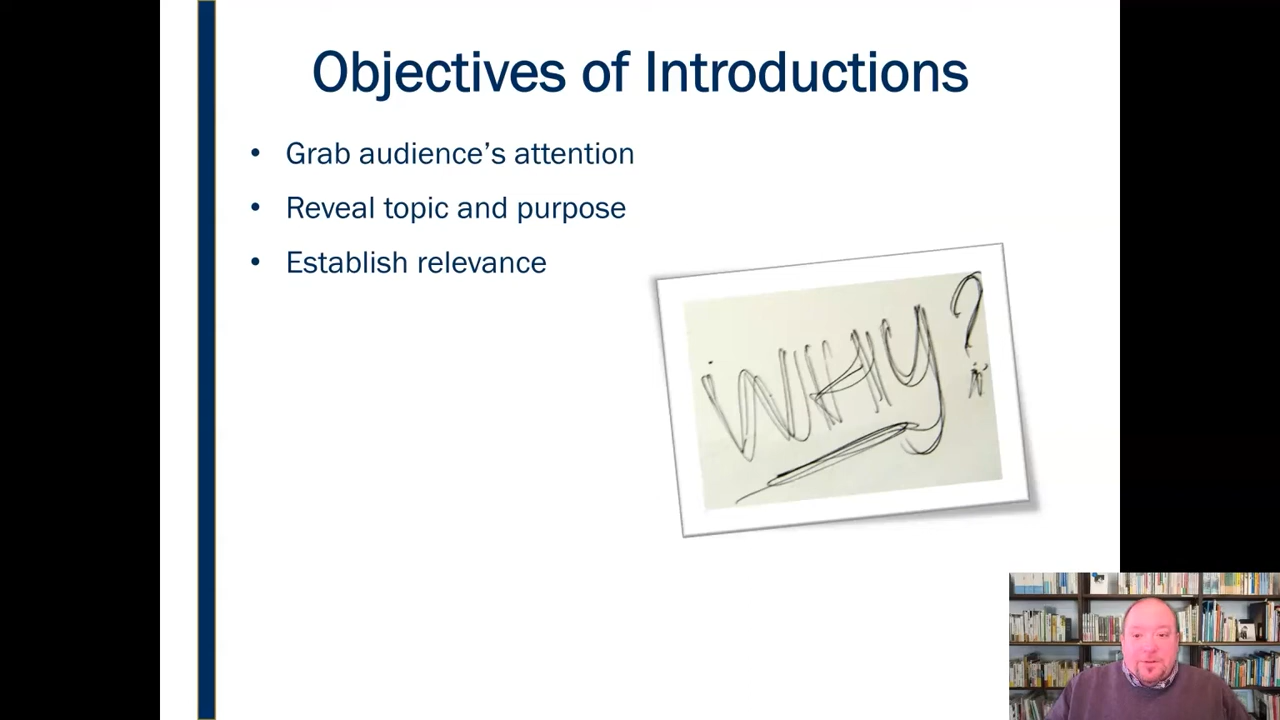 Objectives of Introductions
• Grab audience’s attention
• Reveal topic and purpose
• Establish relevance
WHY?